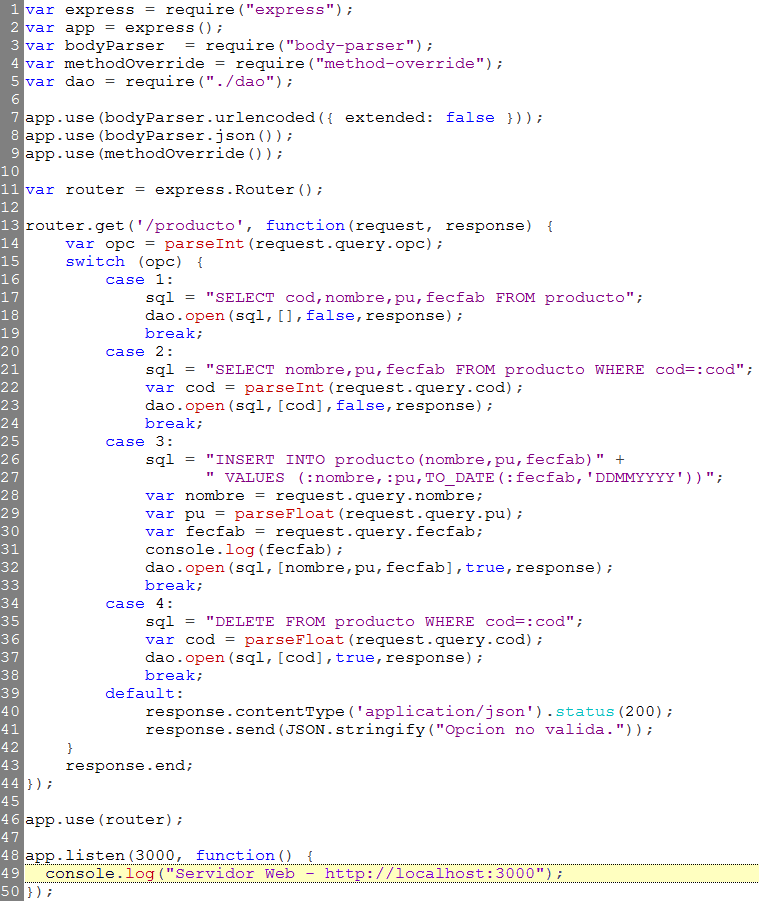 1 var express = require("express");
2 var app = express();
3 var bodyParser  = require("body-parser");
4 var methodOverride = require("method-override");
5 var dao = require("./dao");
6
7 app.use(bodyParser.urlencoded({ extended: false }));
8 app.use(bodyParser.json());
9 app.use(methodOverride());
10
11 var router = express.Router();
12
13 router.get('/producto', function(request, response) {
14     var opc = parseInt(request.query.opc);
15     switch (opc) {
16         case 1:
17             sql = "SELECT cod,nombre,pu,fecfab FROM producto";
18             dao.open(sql,[],false,response);
19             break;
20         case 2:
21             sql = "SELECT nombre,pu,fecfab FROM producto WHERE cod=:cod";
22             var cod = parseInt(request.query.cod);
23             dao.open(sql,[cod],false,response);
24             break;
25         case 3:
26             sql = "INSERT INTO producto(nombre,pu,fecfab)" +
27                   " VALUES (:nombre,:pu,TO_DATE(:fecfab,'DDMMYYYY'))";
28             var nombre = request.query.nombre;
29             var pu = parseFloat(request.query.pu);
30             var fecfab = request.query.fecfab;
31             console.log(fecfab);
32             dao.open(sql,[nombre,pu,fecfab],true,response);
33             break;
34         case 4:
35             sql = "DELETE FROM producto WHERE cod=:cod";
36             var cod = parseFloat(request.query.cod);
37             dao.open(sql,[cod],true,response);
38             break;
39         default:
40             response.contentType('application/json').status(200);
41             response.send(JSON.stringify("Opcion no valida."));
42     }
43     response.end;
44 });
45
46 app.use(router);
47
48 app.listen(3000, function() {
49   console.log("Servidor Web - http://localhost:3000");
50 });